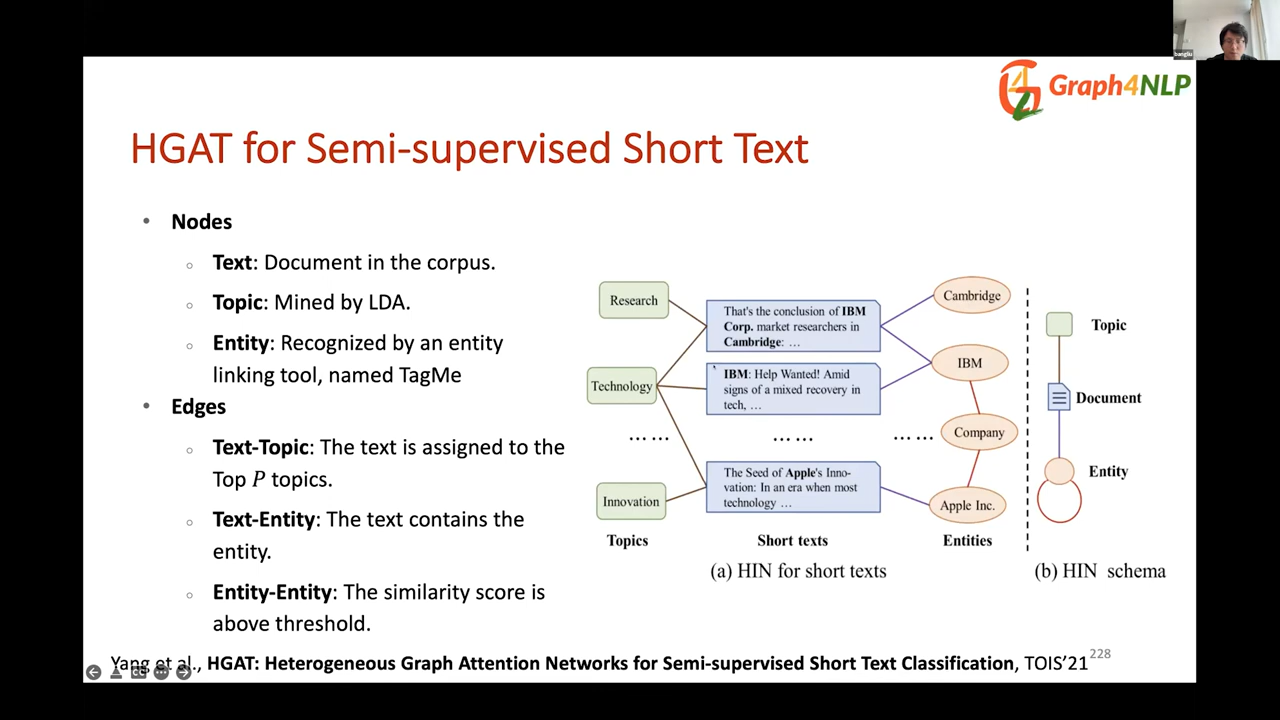 bangliu
Graph4NLP
HGAT for Semi-supervised Short Text
• Nodes
Text: Document in the corpus.
Topic: Mined by LDA.
Entity: Recognized by an entity
linking tool, named TagMe
• Edges
Text-Topic: The text is assigned to the
Top P topics.
Text-Entity: The text contains the
entity.
Entity-Entity: The similarity score is
above threshold.
Research
Technology
... ...
Innovation
Topics
That's the conclusion of IBM
Corp. market researchers in
Cambridge: ...
IBM: Help Wanted! Amid
signs of a mixed recovery in
tech, ...
... ...
The Seed of Apple's Inno-
vation: In an era when most
technology ...
Short texts
Cambridge
IBM
Company
... ...
Apple Inc.
Entities
(a) HIN for short texts
Topic
Document
Entity
(b) HIN schema
Yang et al., HGAT: Heterogeneous Graph Attention Networks for Semi-supervised Short Text Classification, TOIS’21
228